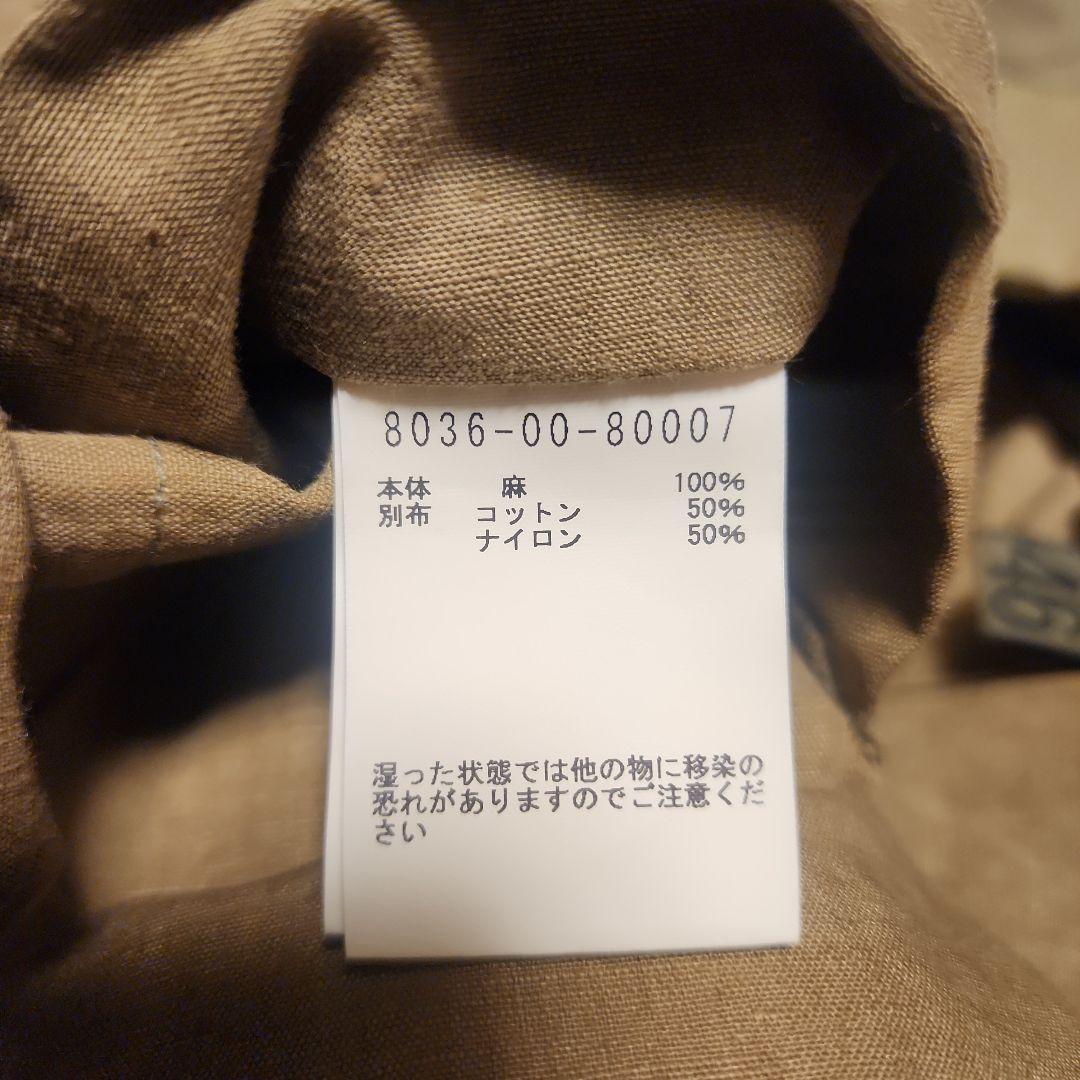 8036-00-80007
本体 麻 100%
別布 コットン 50%
ナイロン 50%
湿った状態では他の物に移染の
恐れがありますのでご注意くだ
さい
46